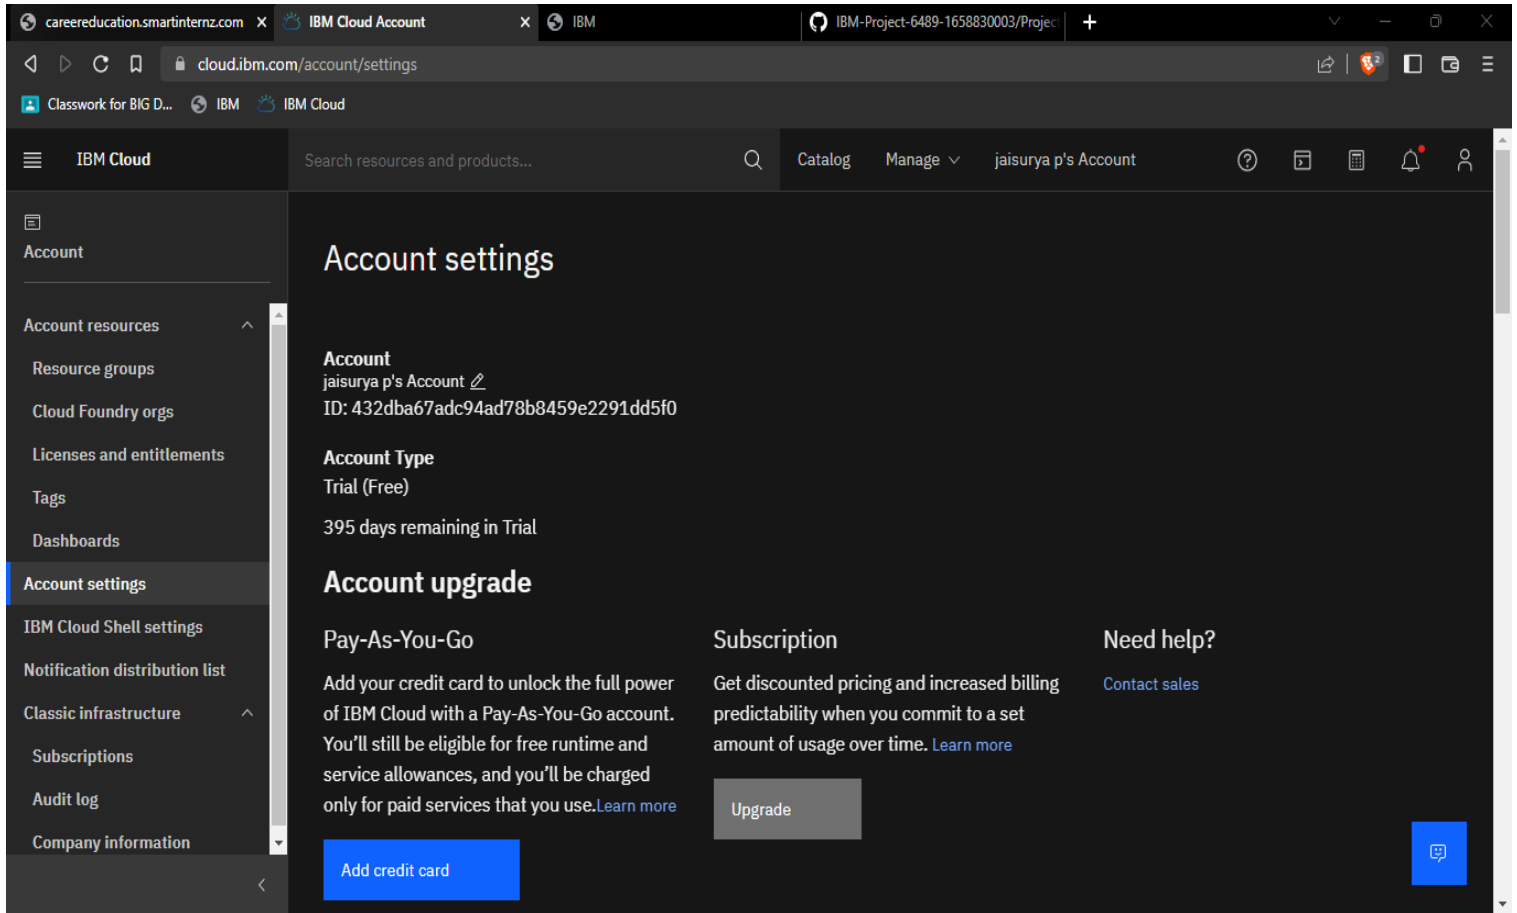 careereducation.smartinternz.com
IBM Cloud Account
IBM
IBM-Project-6489-1658830003/Project
cloud.ibm.com/account/settings
2
Classwork for BIG D...
IBM
IBM Cloud
IBM Cloud
Search resources and products...
Catalog
Manage
jaisurya p's Account
Account
Account resources
Resource groups
Cloud Foundry orgs
Licenses and entitlements
Tags
Dashboards
Account settings
IBM Cloud Shell settings
Notification distribution list
Classic infrastructure
Subscriptions
Audit log
Company information
Account settings
Account
jaisurya p's Account
ID: 432dba67adc94ad78b8459e2291dd5f0
Account Type
Trial (Free)
395 days remaining in Trial
Account upgrade
Pay-As-You-Go
Add your credit card to unlock the full power
of IBM Cloud with a Pay-As-You-Go account.
You'll still be eligible for free runtime and
service allowances, and you'll be charged
only for paid services that you use.Learn more
Add credit card
Subscription
Get discounted pricing and increased billing
predictability when you commit to a set
amount of usage over time. Learn more
Upgrade
Need help?
Contact sales